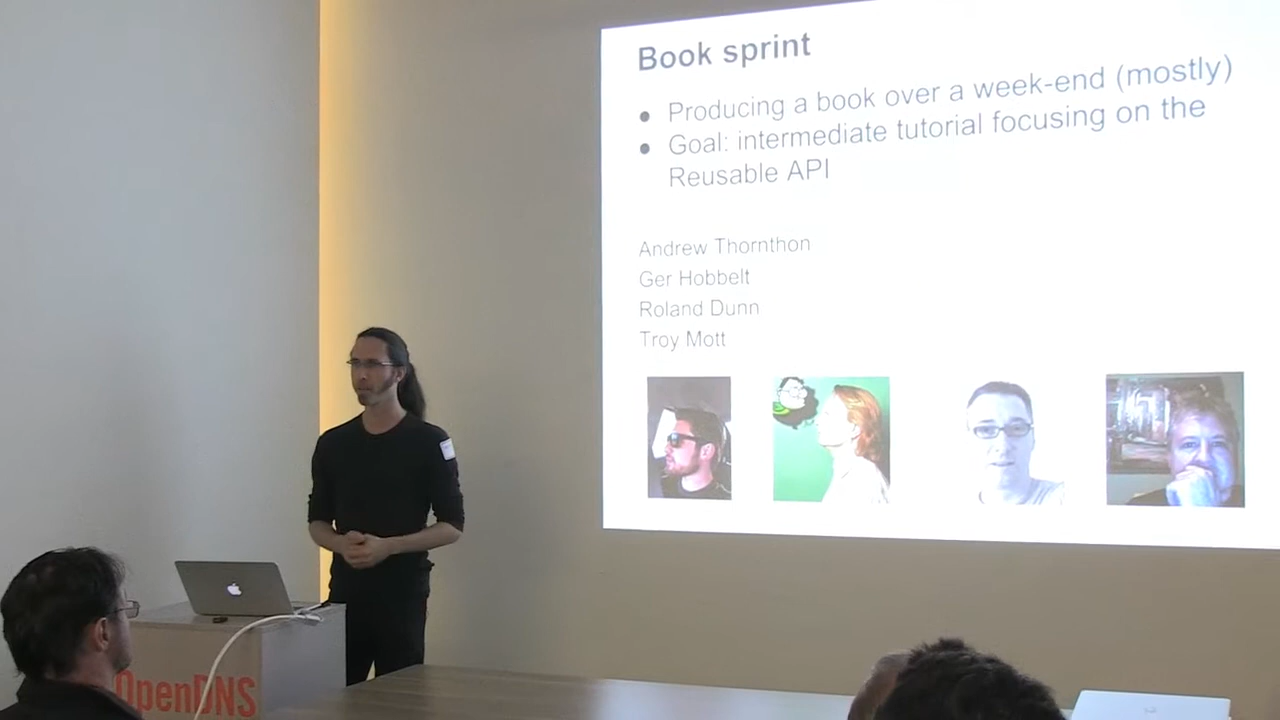 Book sprint
● Producing a book over a week-end (mostly)
● Goal: intermediate tutorial focusing on the
Reusable API
Andrew Thornthon
Ger Hobbelt
Roland Dunn
Troy Mott
OpenDNS